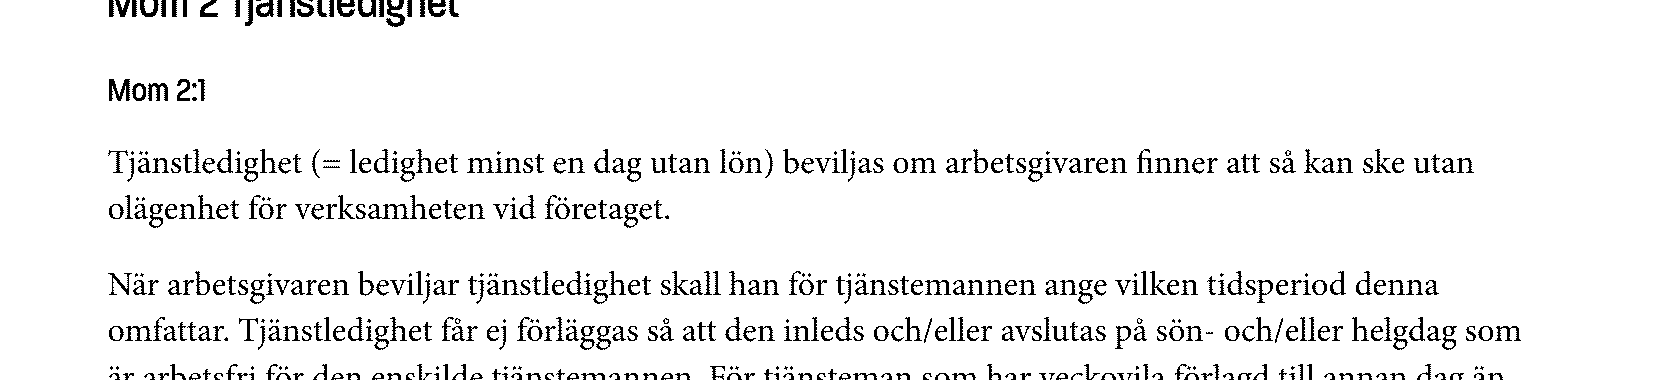 Mom 2 Tjänstledighet
Mom 2:1
Tjänstledighet (= ledighet minst en dag utan lön) beviljas om arbetsgivaren finner att så kan ske utan
olägenhet för verksamheten vid företaget.
När arbetsgivaren beviljar tjänstledighet skall han för tjänstemannen ange vilken tidsperiod denna
omfattar. Tjänstledighet får ej förläggas så att den inleds och/eller avslutas på sön- och/eller helgdag som
är arbetsfri för den enskilde tjänstemannen. För tjänsteman som har veckovila förlagd till annan dag än